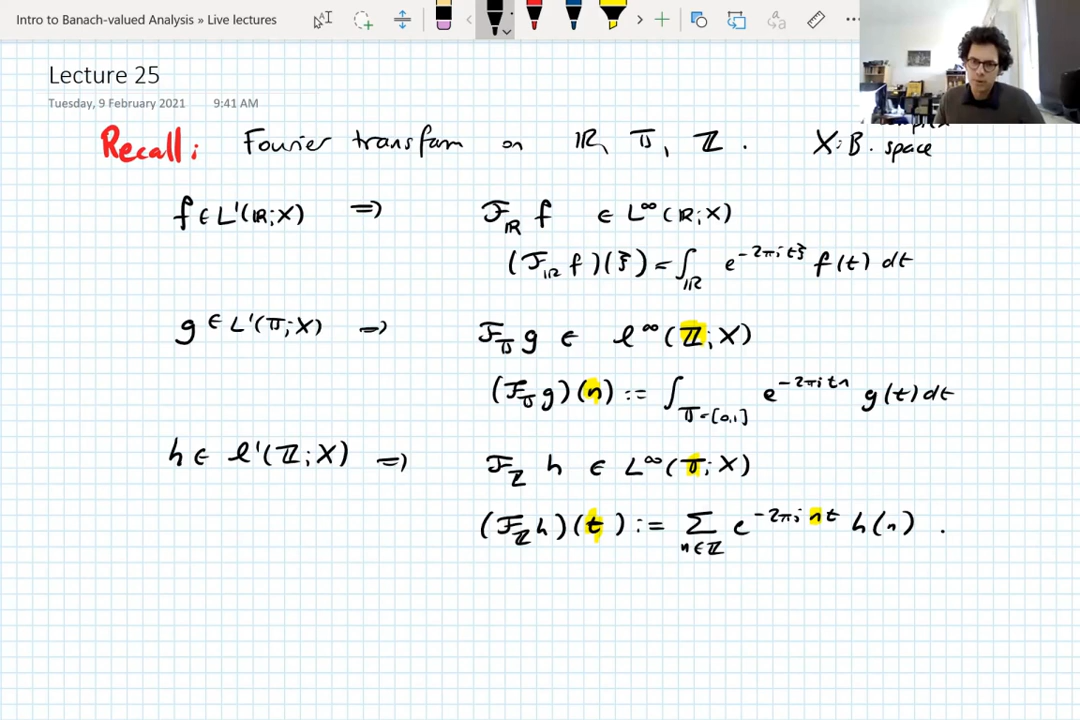 Intro to Banach-valued Analysis » Live lectures
Lecture 25
Tuesday, 9 February 2021 9:41 AM
Recall: Fourier transform on ℝ, 𝕋, ℤ. X: B. space
f ∈ L¹(ℝ; X) ⇒ ℱ_ℝ f ∈ L^∞(ℝ; X)
(ℱ_ℝ f)(ξ) = ∫_ℝ e^{-2πitξ} f(t) dt
g ∈ L¹(𝕋; X) ⇒ ℱ_𝕋 g ∈ ℓ^∞(ℤ; X)
(ℱ_𝕋 g)(n) := ∫_{𝕋=[0,1]} e^{-2πitn} g(t) dt
h ∈ ℓ¹(ℤ; X) ⇒ ℱ_ℤ h ∈ L^∞(𝕋; X)
(ℱ_ℤ h)(t) := ∑_{n∈ℤ} e^{-2πint} h(n).